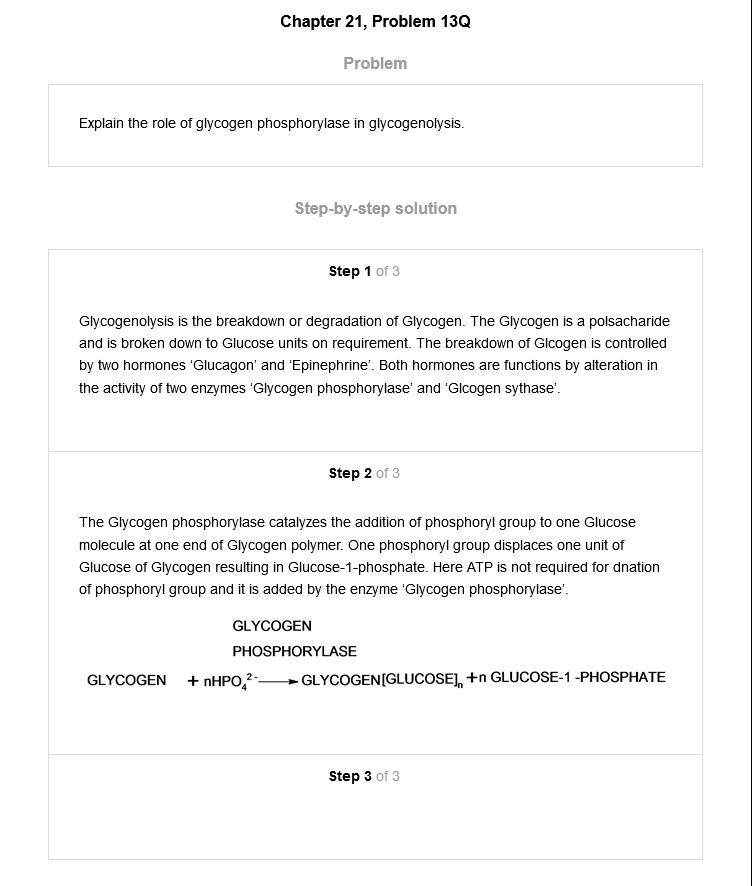 Chapter 21, Problem 13Q
Problem
Explain the role of glycogen phosphorylase in glycogenolysis.
Step-by-step solution
Step 1 of 3
Glycogenolysis is the breakdown or degradation of Glycogen. The Glycogen is a polsacharide
and is broken down to Glucose units on requirement. The breakdown of Glcogen is controlled
by two hormones ‘Glucagon’ and ‘Epinephrine’. Both hormones are functions by alteration in
the activity of two enzymes ‘Glycogen phosphorylase’ and ‘Glcogen sythase’.
Step 2 of 3
The Glycogen phosphorylase catalyzes the addition of phosphoryl group to one Glucose
molecule at one end of Glycogen polymer. One phosphoryl group displaces one unit of
Glucose of Glycogen resulting in Glucose-1-phosphate. Here ATP is not required for dnation
of phosphoryl group and it is added by the enzyme ‘Glycogen phosphorylase’.
GLYCOGEN
PHOSPHORYLASE
GLYCOGEN + nHPO₄²⁻ → GLYCOGEN[GLUCOSE]ₙ +n GLUCOSE-1 -PHOSPHATE
Step 3 of 3